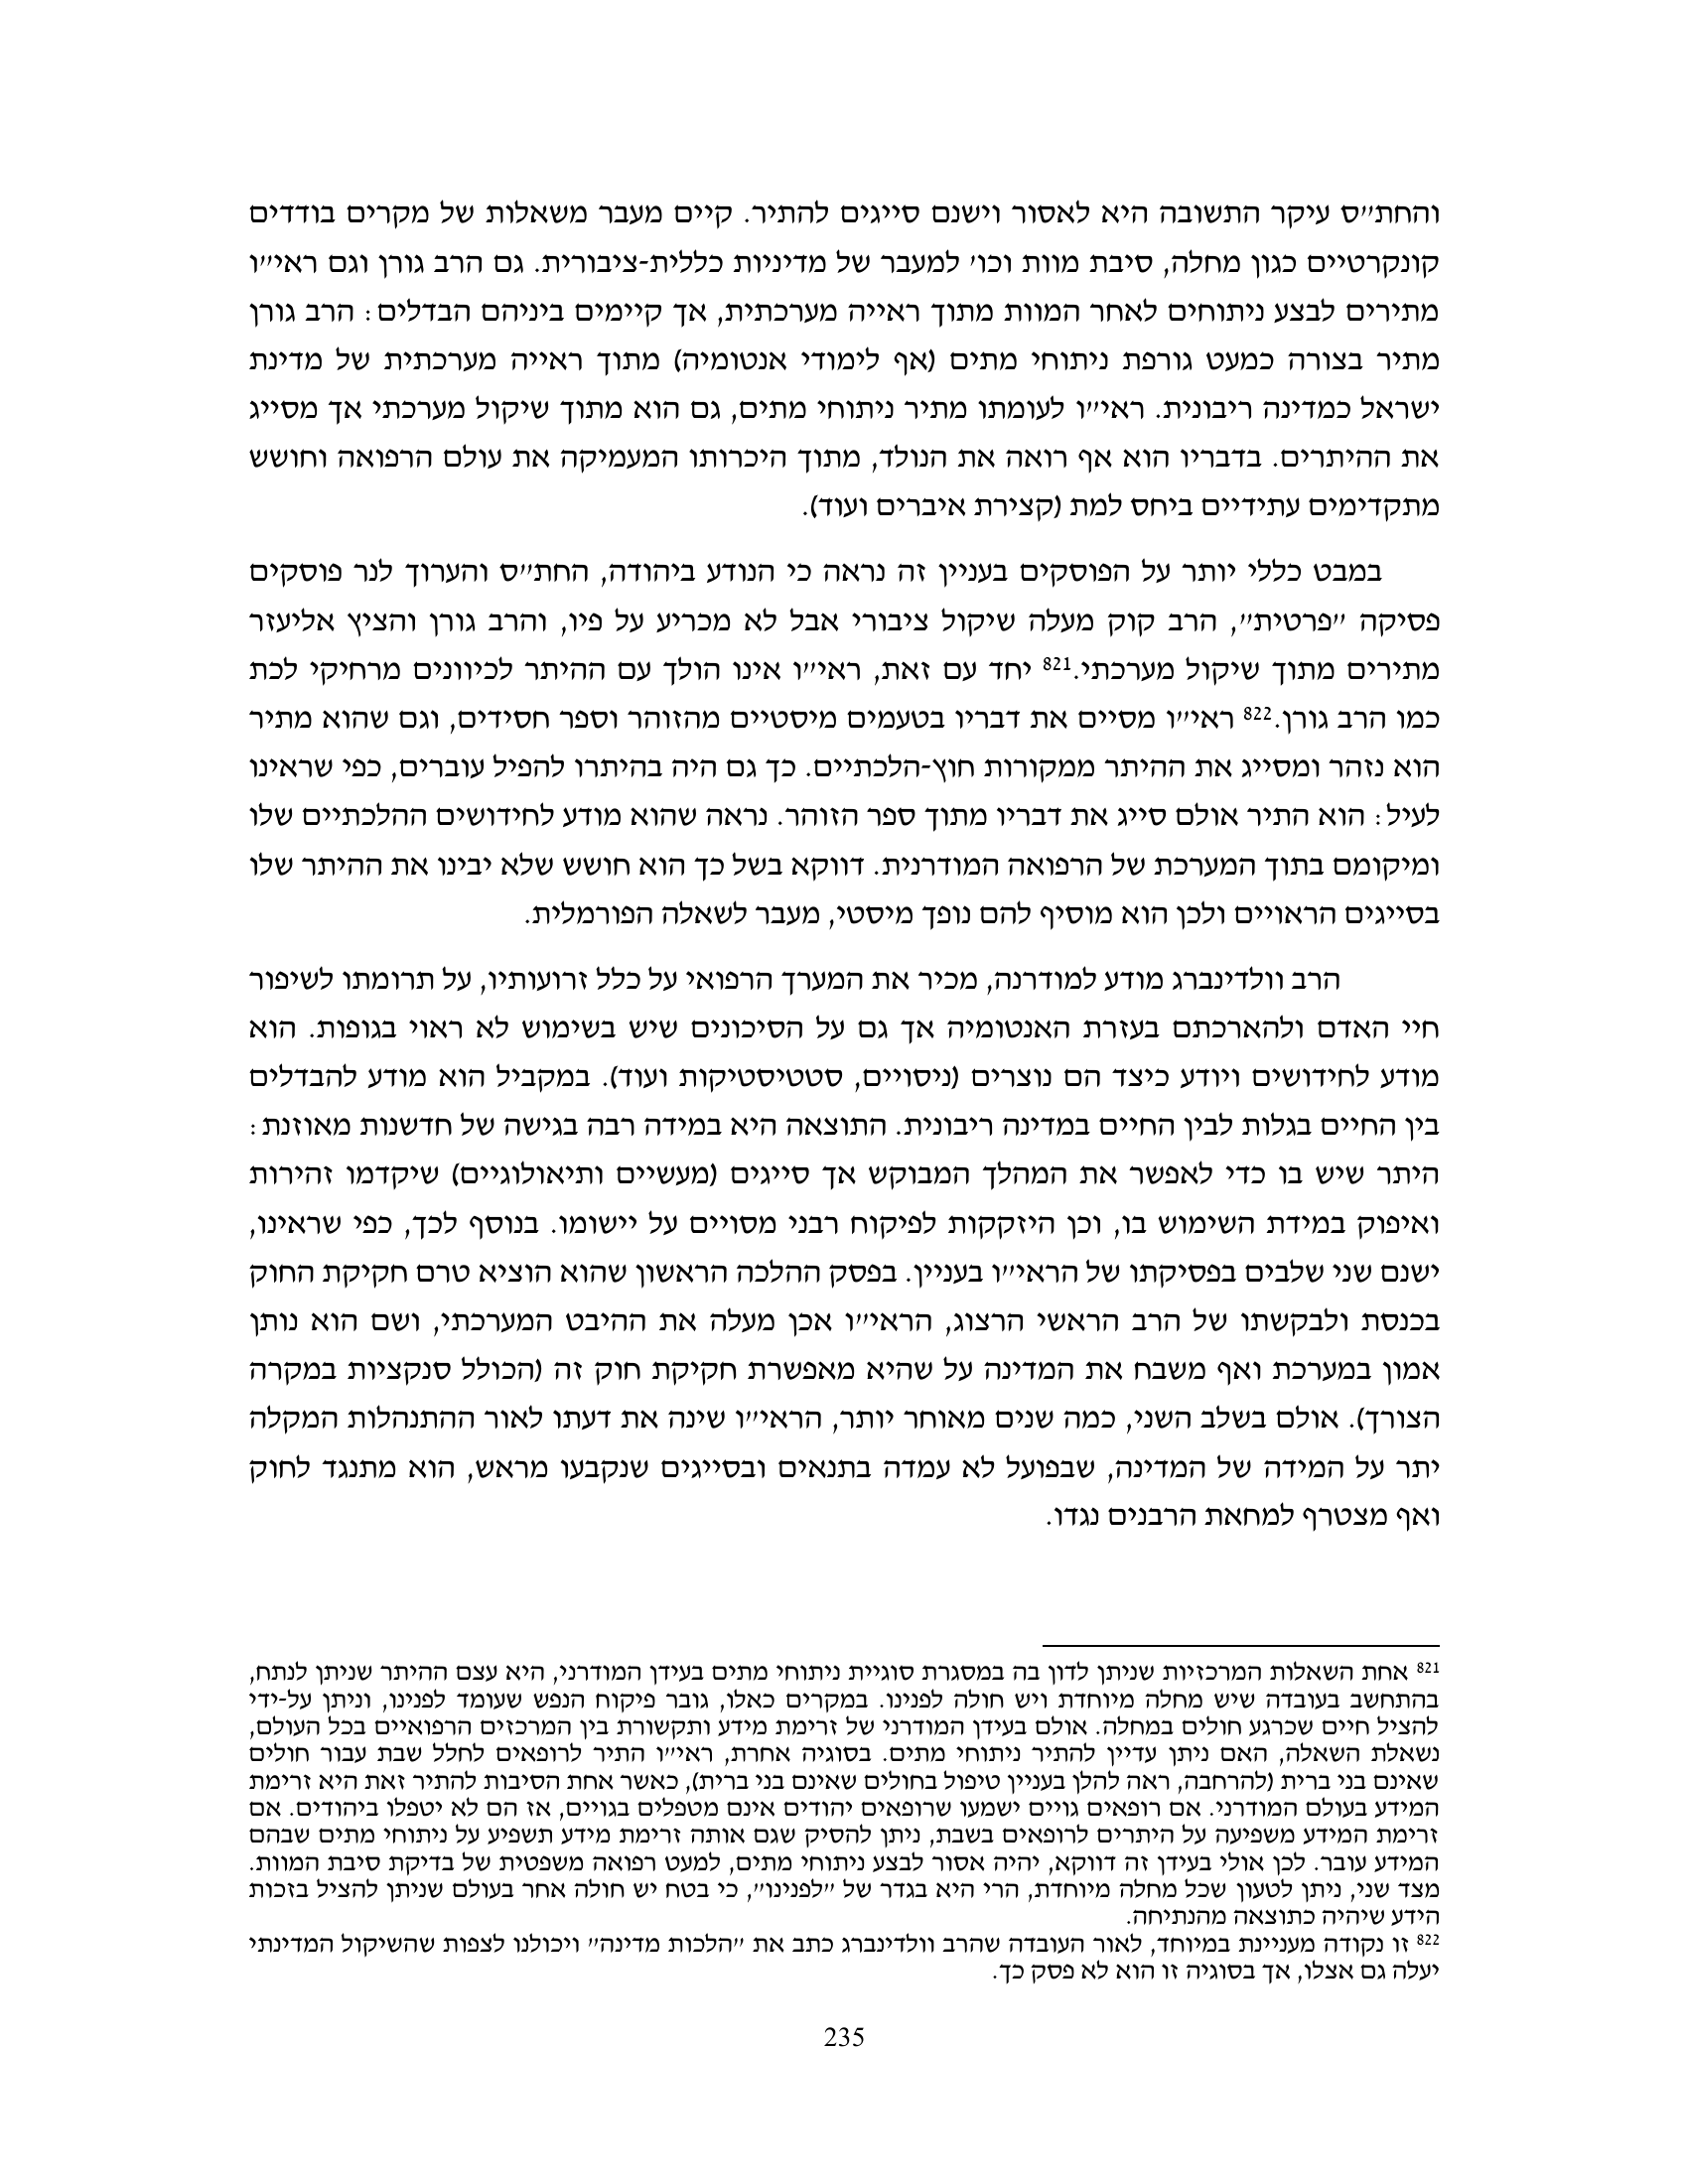 והחת״ס עיקר התשובה היא לאסור וישנם סייגים להתיר. קיים מעבר משאלות של מקרים בודדים
קונקרטיים כגון מחלה, סיבת מוות וכו׳ למעבר של מדיניות כללית-ציבורית. גם הרב גורן וגם ראי״ו
מתירים לבצע ניתוחים לאחר המוות מתוך ראייה מערכתית, אך קיימים ביניהם הבדלים: הרב גורן
מתיר בצורה כמעט גורפת ניתוחי מתים (אף לימודי אנטומיה) מתוך ראייה מערכתית של מדינת
ישראל כמדינה ריבונית. ראי״ו לעומתו מתיר ניתוחי מתים, גם הוא מתוך שיקול מערכתי אך מסייג
את ההיתרים. בדבריו הוא אף רואה את הנולד, מתוך היכרותו המעמיקה את עולם הרפואה וחושש
מתקדימים עתידיים ביחס למת (קצירת איברים ועוד).
במבט כללי יותר על הפוסקים בעניין זה נראה כי הנודע ביהודה, החת״ס והערוך לנר פוסקים
פסיקה ״פרטית״, הרב קוק מעלה שיקול ציבורי אבל לא מכריע על פיו, והרב גורן והציץ אליעזר
מתירים מתוך שיקול מערכתי.821 יחד עם זאת, ראי״ו אינו הולך עם ההיתר לכיוונים מרחיקי לכת
כמו הרב גורן.822 ראי״ו מסיים את דבריו בטעמים מיסטיים מהזוהר וספר חסידים, וגם שהוא מתיר
הוא נזהר ומסייג את ההיתר ממקורות חוץ-הלכתיים. כך גם היה בהיתרו להפיל עוברים, כפי שראינו
לעיל: הוא התיר אולם סייג את דבריו מתוך ספר הזוהר. נראה שהוא מודע לחידושים ההלכתיים שלו
ומיקומם בתוך המערכת של הרפואה המודרנית. דווקא בשל כך הוא חושש שלא יבינו את ההיתר שלו
בסייגים הראויים ולכן הוא מוסיף להם נופך מיסטי, מעבר לשאלה הפורמלית.
הרב וולדינברג מודע למודרנה, מכיר את המערך הרפואי על כלל זרועותיו, על תרומתו לשיפור
חיי האדם ולהארכתם בעזרת האנטומיה אך גם על הסיכונים שיש בשימוש לא ראוי בגופות. הוא
מודע לחידושים ויודע כיצד הם נוצרים (ניסויים, סטטיסטיקות ועוד). במקביל הוא מודע להבדלים
בין החיים בגלות לבין החיים במדינה ריבונית. התוצאה היא במידה רבה בגישה של חדשנות מאוזנת:
היתר שיש בו כדי לאפשר את המהלך המבוקש אך סייגים (מעשיים ותיאולוגיים) שיקדמו זהירות
ואיפוק במידת השימוש בו, וכן היזקקות לפיקוח רבני מסויים על יישומו. בנוסף לכך, כפי שראינו,
ישנם שני שלבים בפסיקתו של הראי״ו בעניין. בפסק ההלכה הראשון שהוא הוציא טרם חקיקת החוק
בכנסת ולבקשתו של הרב הראשי הרצוג, הראי״ו אכן מעלה את ההיבט המערכתי, ושם הוא נותן
אמון במערכת ואף משבח את המדינה על שהיא מאפשרת חקיקת חוק זה (הכולל סנקציות במקרה
הצורך). אולם בשלב השני, כמה שנים מאוחר יותר, הראי״ו שינה את דעתו לאור ההתנהלות המקלה
יתר על המידה של המדינה, שבפועל לא עמדה בתנאים ובסייגים שנקבעו מראש, הוא מתנגד לחוק
ואף מצטרף למחאת הרבנים נגדו.
821 אחת השאלות המרכזיות שניתן לדון בה במסגרת סוגיית ניתוחי מתים בעידן המודרני, היא עצם ההיתר שניתן לנתח,
בהתחשב בעובדה שיש מחלה מיוחדת ויש חולה לפנינו. במקרים כאלו, גובר פיקוח הנפש שעומד לפנינו, וניתן על-ידי
להציל חיים שכרגע חולים במחלה. אולם בעידן המודרני של זרימת מידע ותקשורת בין המרכזים הרפואיים בכל העולם,
נשאלת השאלה, האם ניתן עדיין להתיר ניתוחי מתים. בסוגיה אחרת, ראי״ו התיר לרופאים לחלל שבת עבור חולים
שאינם בני ברית (להרחבה, ראה להלן בעניין טיפול בחולים שאינם בני ברית), כאשר אחת הסיבות להתיר זאת היא זרימת
המידע בעולם המודרני. אם רופאים גויים ישמעו שרופאים יהודים אינם מטפלים בגויים, אז הם לא יטפלו ביהודים. אם
זרימת המידע משפיעה על היתרים לרופאים בשבת, ניתן להסיק שגם אותה זרימת מידע תשפיע על ניתוחי מתים שבהם
המידע עובר. לכן אולי בעידן זה דווקא, יהיה אסור לבצע ניתוחי מתים, למעט רפואה משפטית של בדיקת סיבת המוות.
מצד שני, ניתן לטעון שכל מחלה מיוחדת, הרי היא בגדר של ״לפנינו״, כי בטח יש חולה אחר בעולם שניתן להציל בזכות
הידע שיהיה כתוצאה מהנתיחה.
822 זו נקודה מעניינת במיוחד, לאור העובדה שהרב וולדינברג כתב את ״הלכות מדינה״ ויכולנו לצפות שהשיקול המדינתי
יעלה גם אצלו, אך בסוגיה זו הוא לא פסק כך.
235